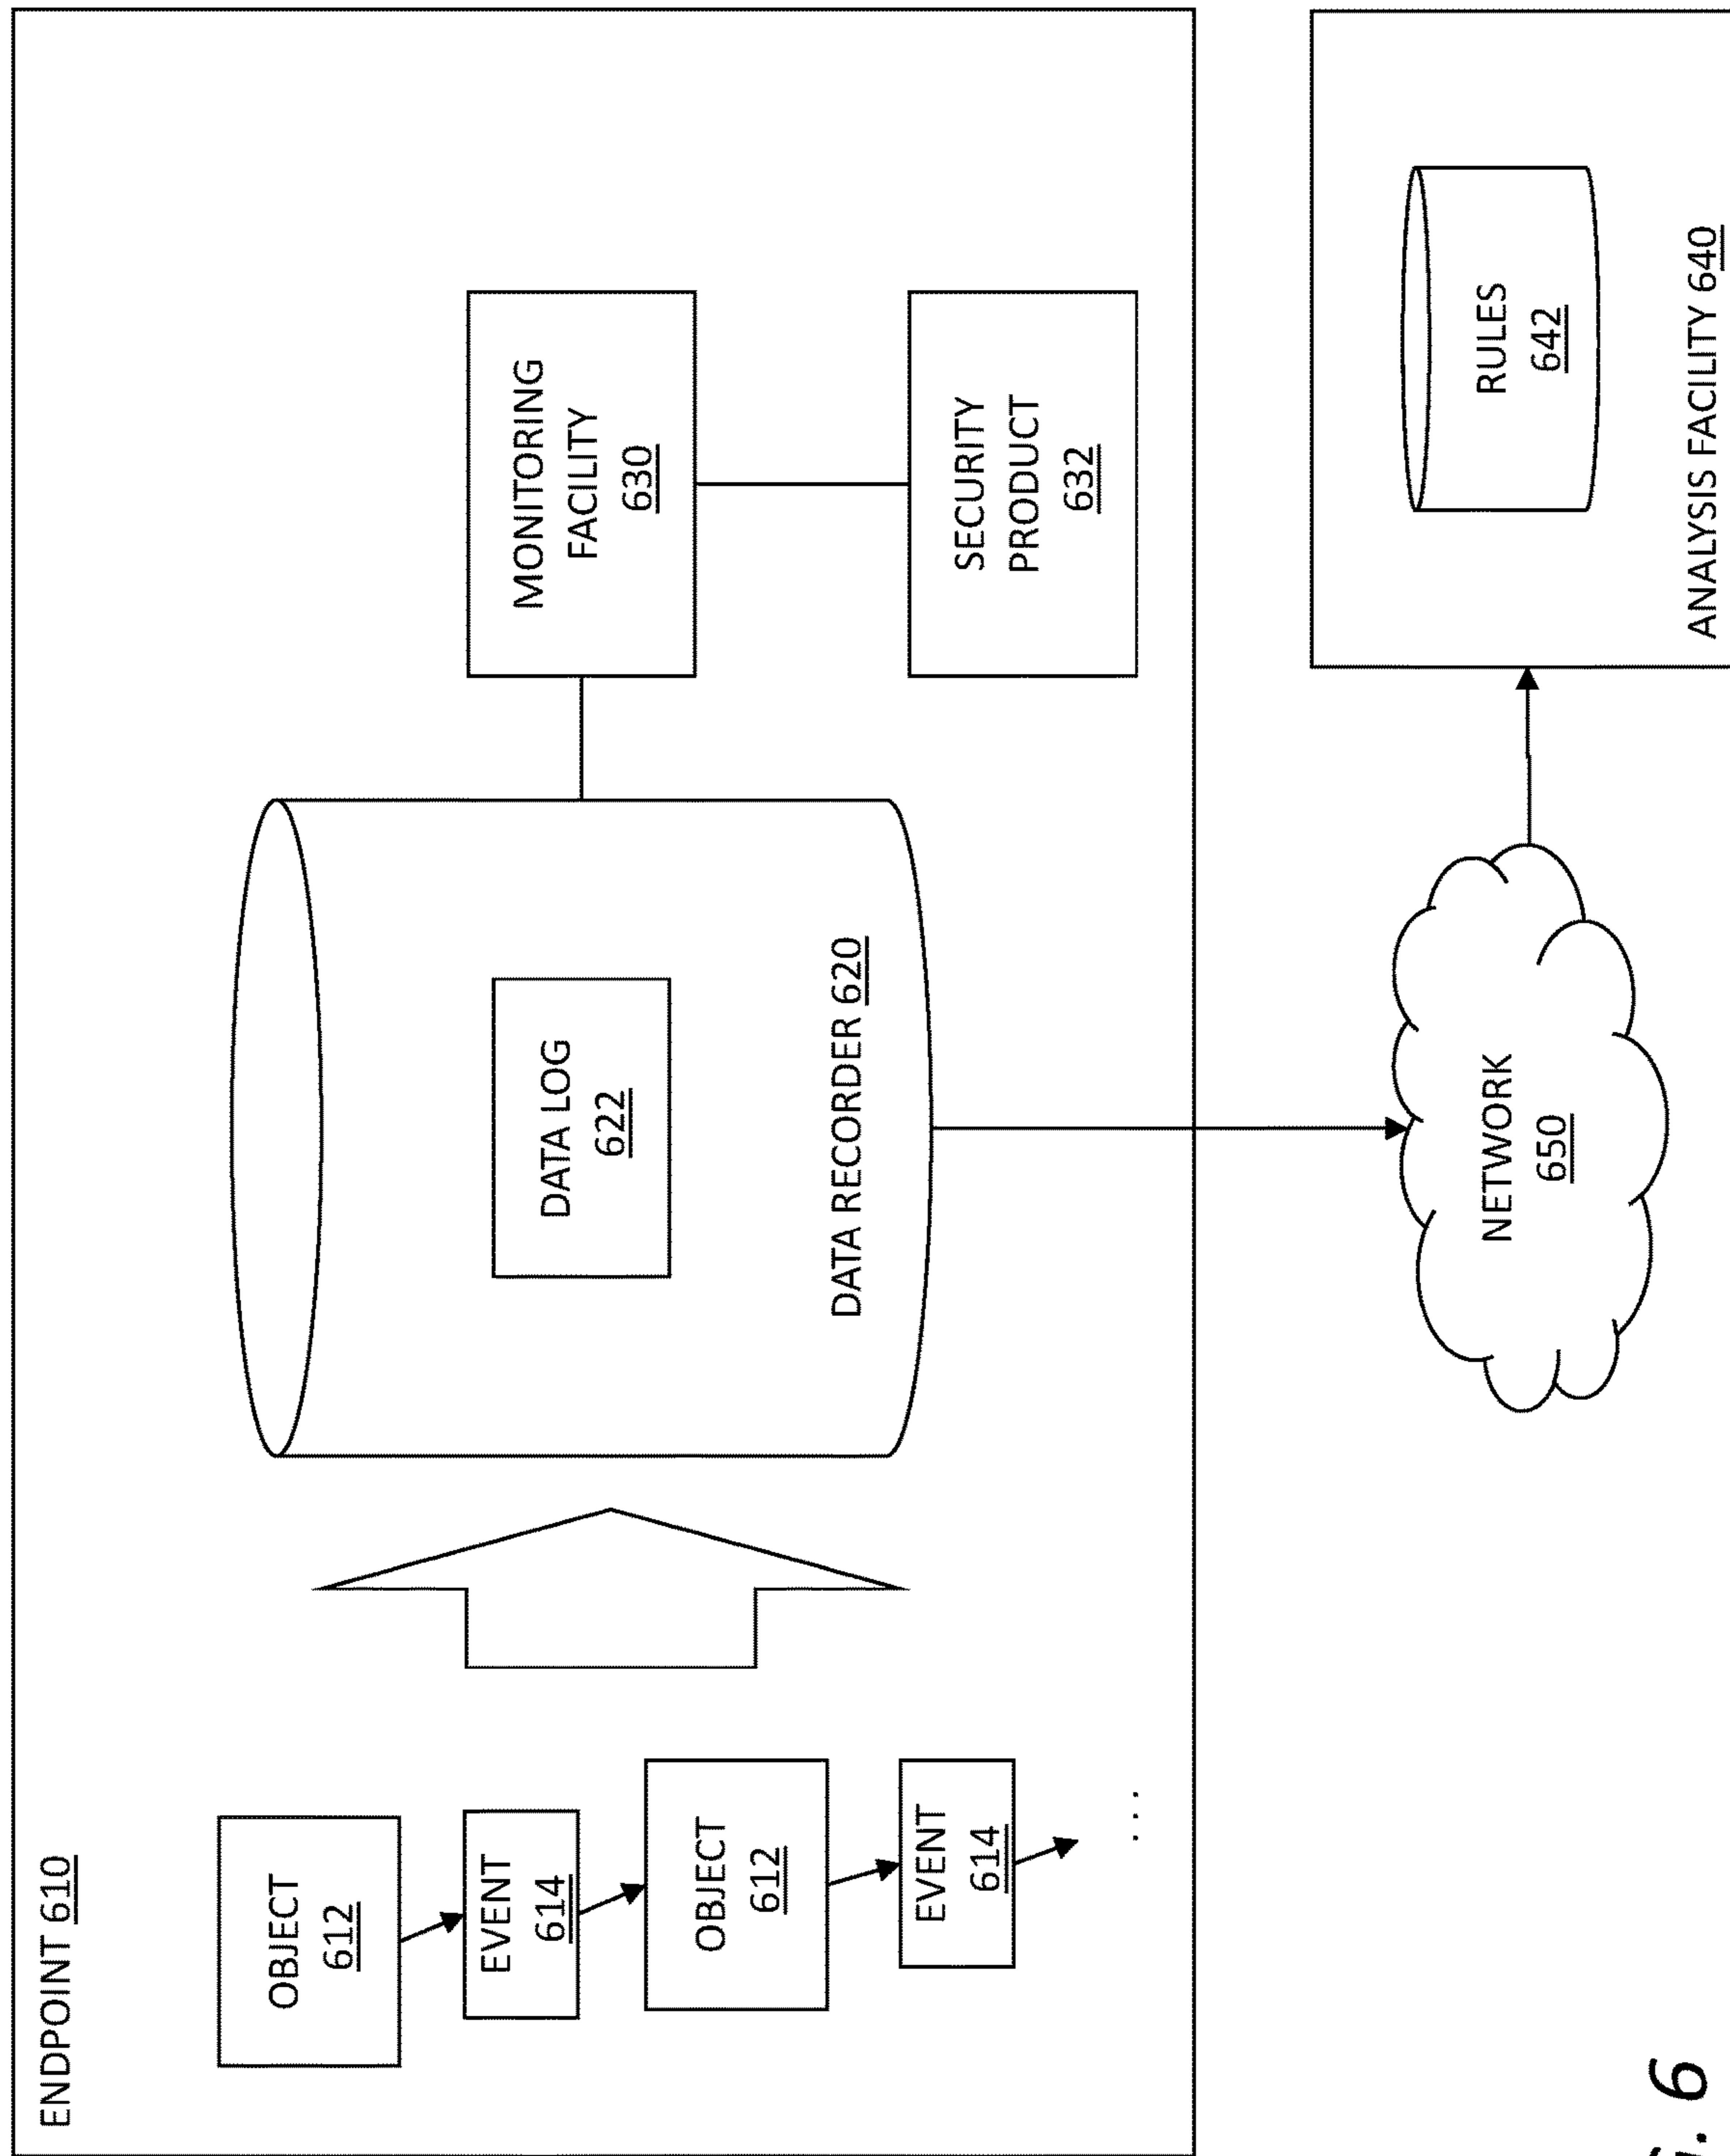 ENDPOINT 610
OBJECT
612
EVENT
614
OBJECT
612
EVENT
614
. . .
DATA LOG
622
DATA RECORDER 620
MONITORING
FACILITY
630
SECURITY
PRODUCT
632
NETWORK
650
RULES
642
ANALYSIS FACILITY 640
. 6